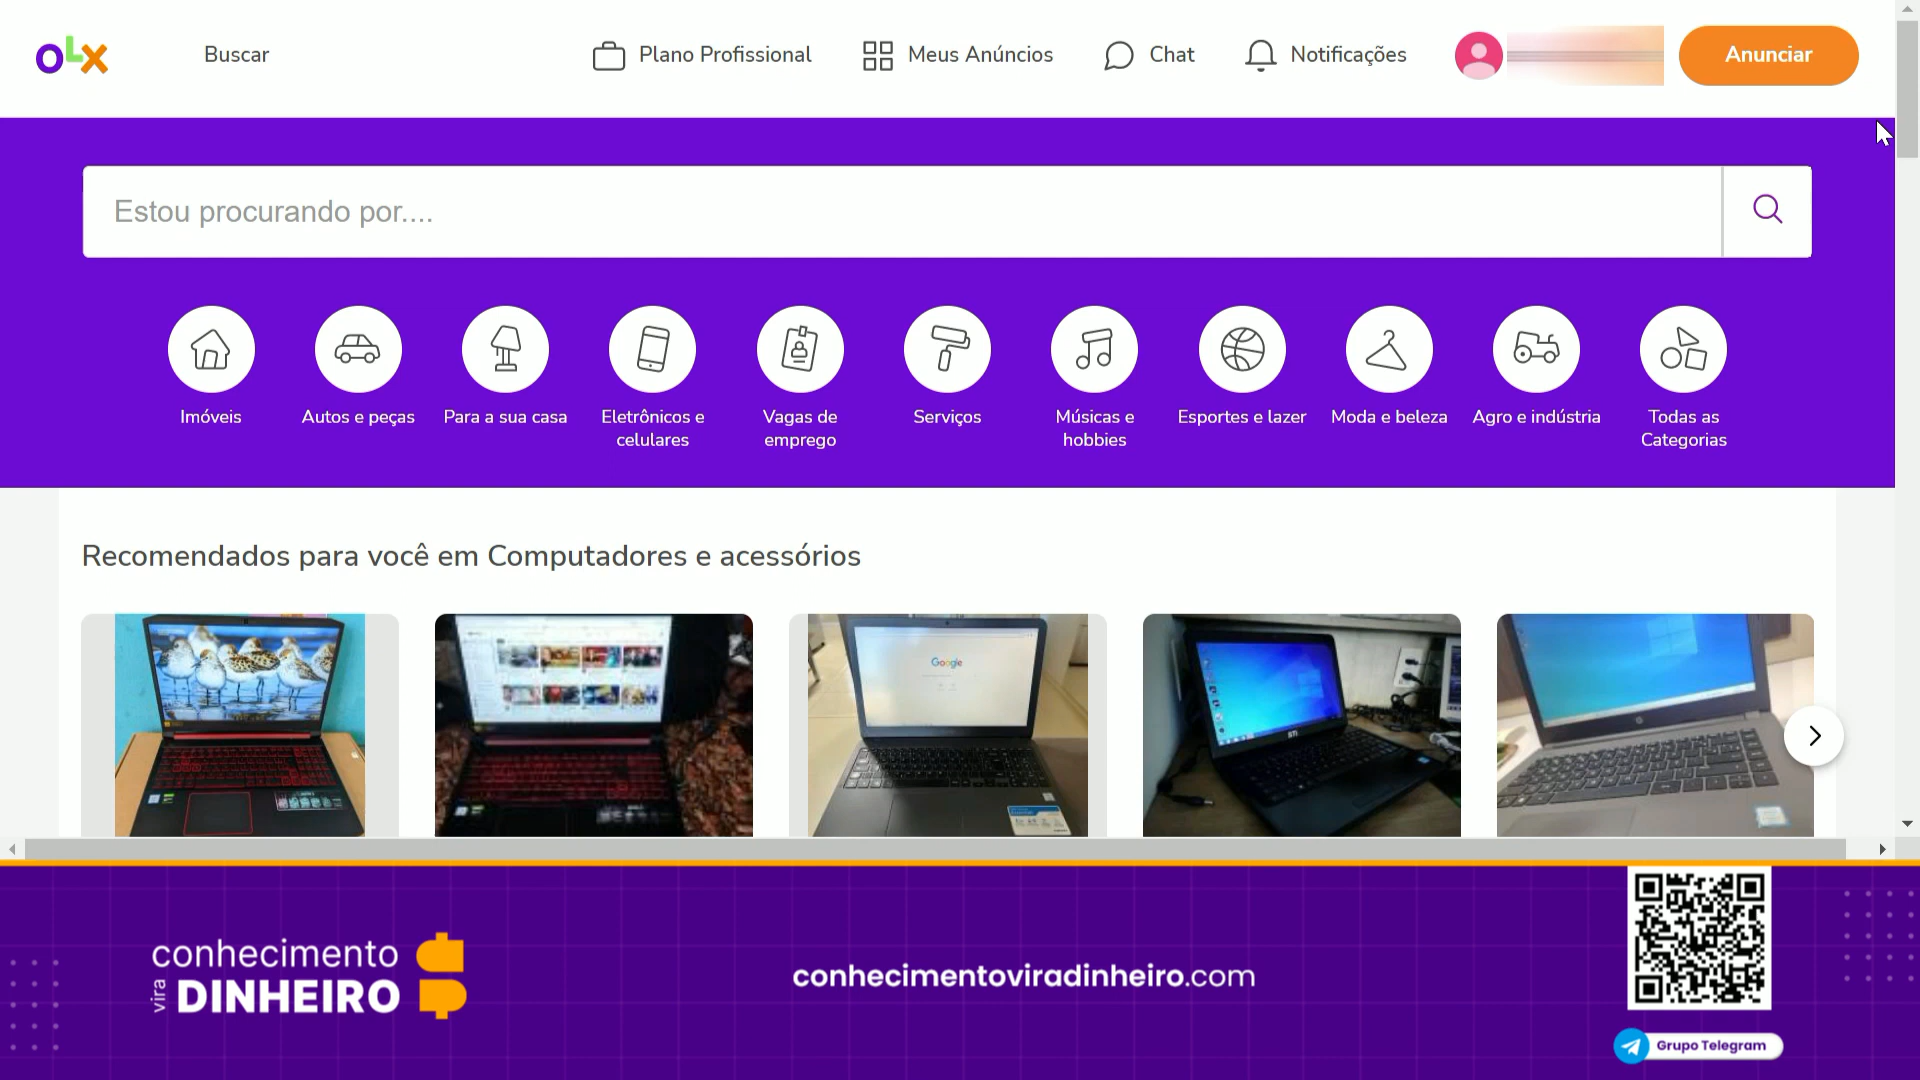 olx
Buscar
Plano Profissional
Meus Anúncios
Chat
Notificações
Anunciar
Estou procurando por....
Imóveis
Autos e peças
Para a sua casa
Eletrônicos e
celulares
Vagas de
emprego
Serviços
Músicas e
hobbies
Esportes e lazer
Moda e beleza
Agro e indústria
Todas as
Categorias
Recomendados para você em Computadores e acessórios
Google
conhecimento
vira DINHEIRO
conhecimentoviradinheiro.com
Grupo Telegram